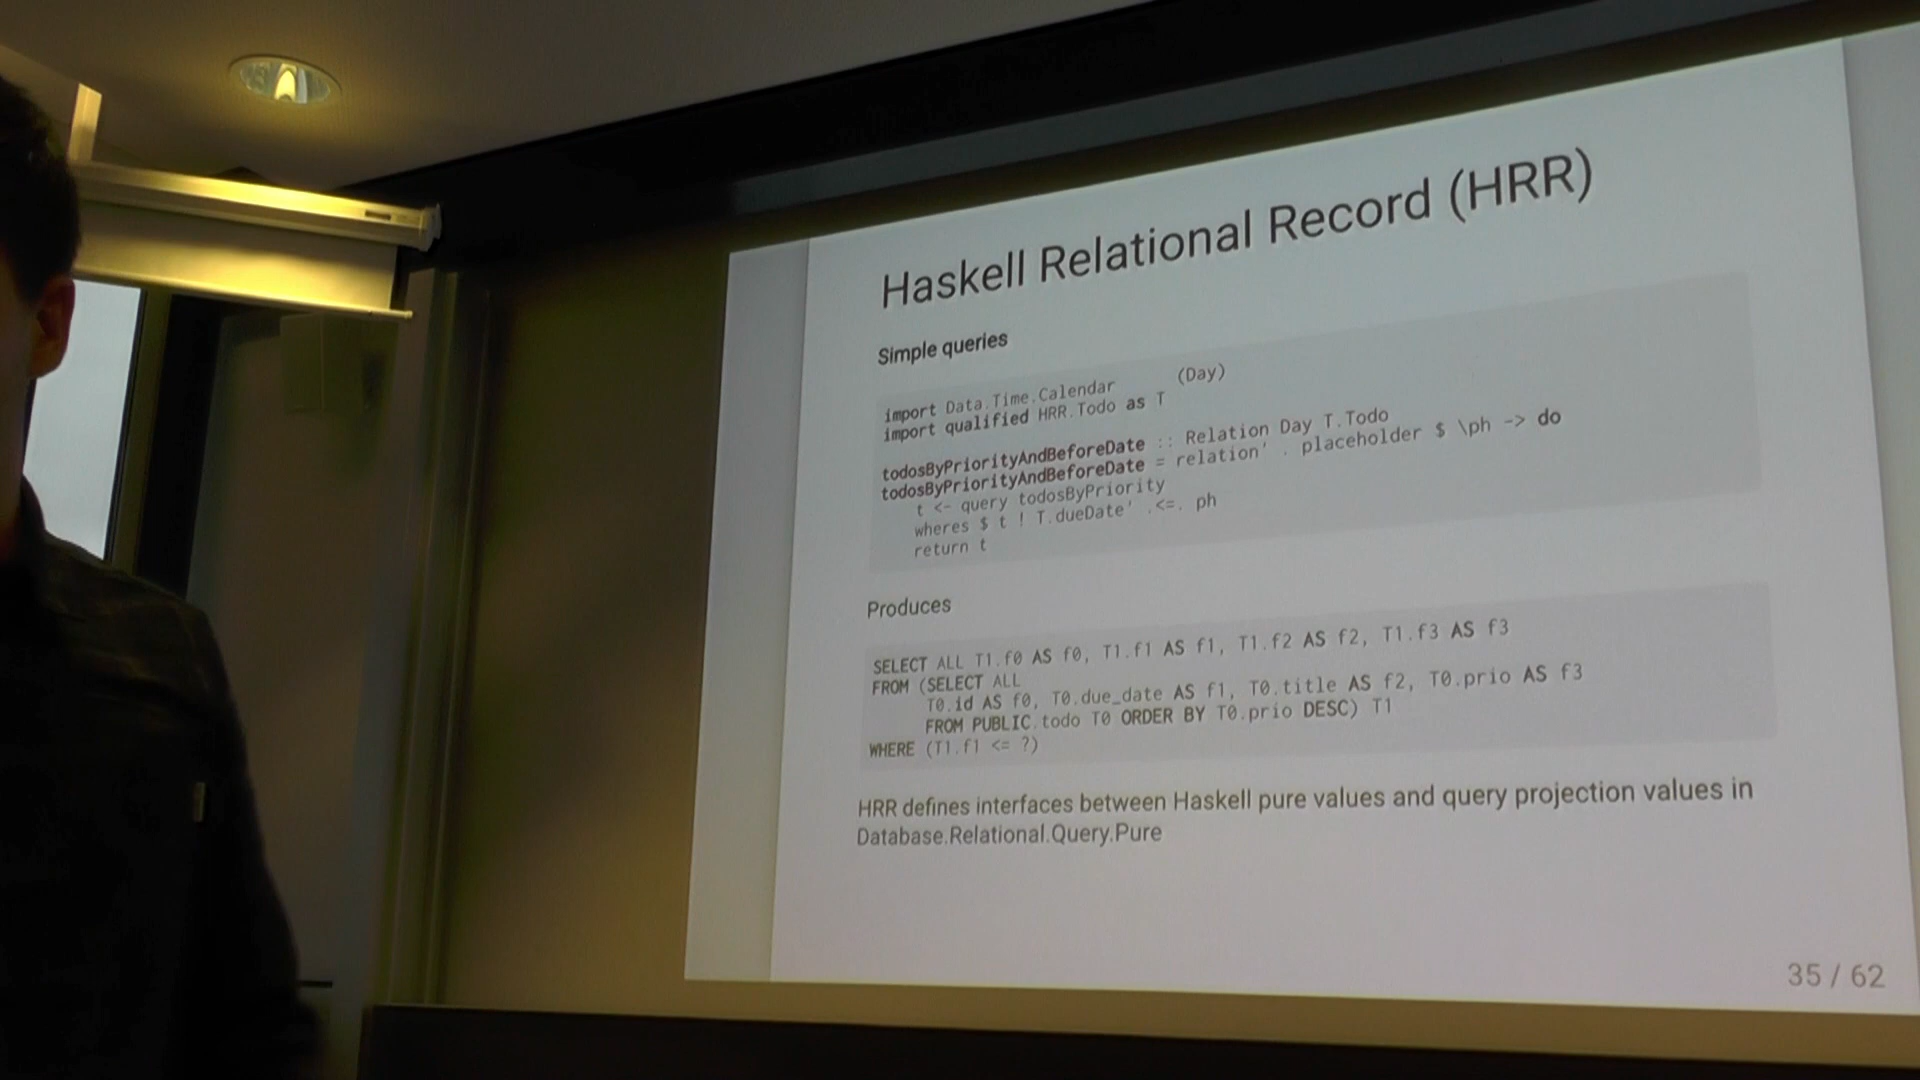 Haskell Relational Record (HRR)
Simple queries
import Data.Time.Calendar (Day)
import qualified HRR.Todo as T
todosByPriorityAndBeforeDate :: Relation Day T.Todo
todosByPriorityAndBeforeDate = relation' . placeholder $ \ph -> do
t <- query todosByPriority
wheres $ t ! T.dueDate' .<=. ph
return t
Produces
SELECT ALL T1.f0 AS f0, T1.f1 AS f1, T1.f2 AS f2, T1.f3 AS f3
FROM (SELECT ALL
T0.id AS f0, T0.due_date AS f1, T0.title AS f2, T0.prio AS f3
FROM PUBLIC.todo T0 ORDER BY T0.prio DESC) T1
WHERE (T1.f1 <= ?)
HRR defines interfaces between Haskell pure values and query projection values in
Database.Relational.Query.Pure
35 / 62